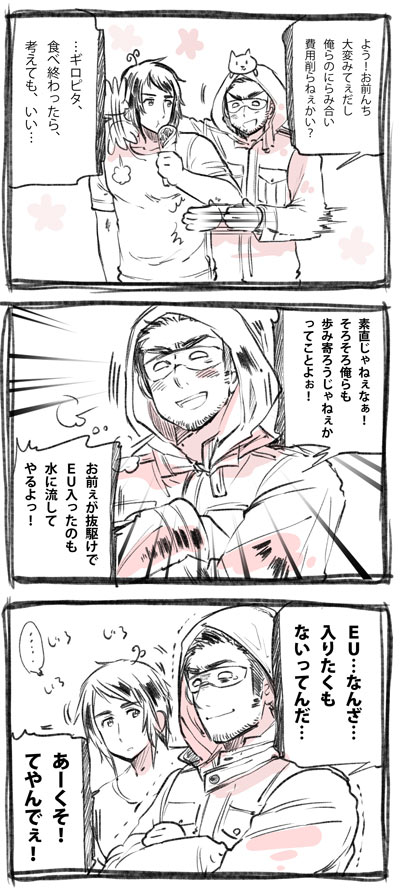 よう！お前んち
大変みてぇだし
俺らのにらみ合い
費用削らねぇかい？
…ギロピタ、
食べ終わったら、
考えても、いい…
素直じゃねぇなぁ！
そろそろ俺らも
歩み寄ろうじゃねぇか
ってことよぉ！
お前ぇが抜駆けで
ＥＵ入ったのも
水に流して
やるよっ！
ＥＵ…なんざ…
入りたくも
ないってんだ…
いろ
いろ
………
いろ
あーくそ！
てやんでぇ！